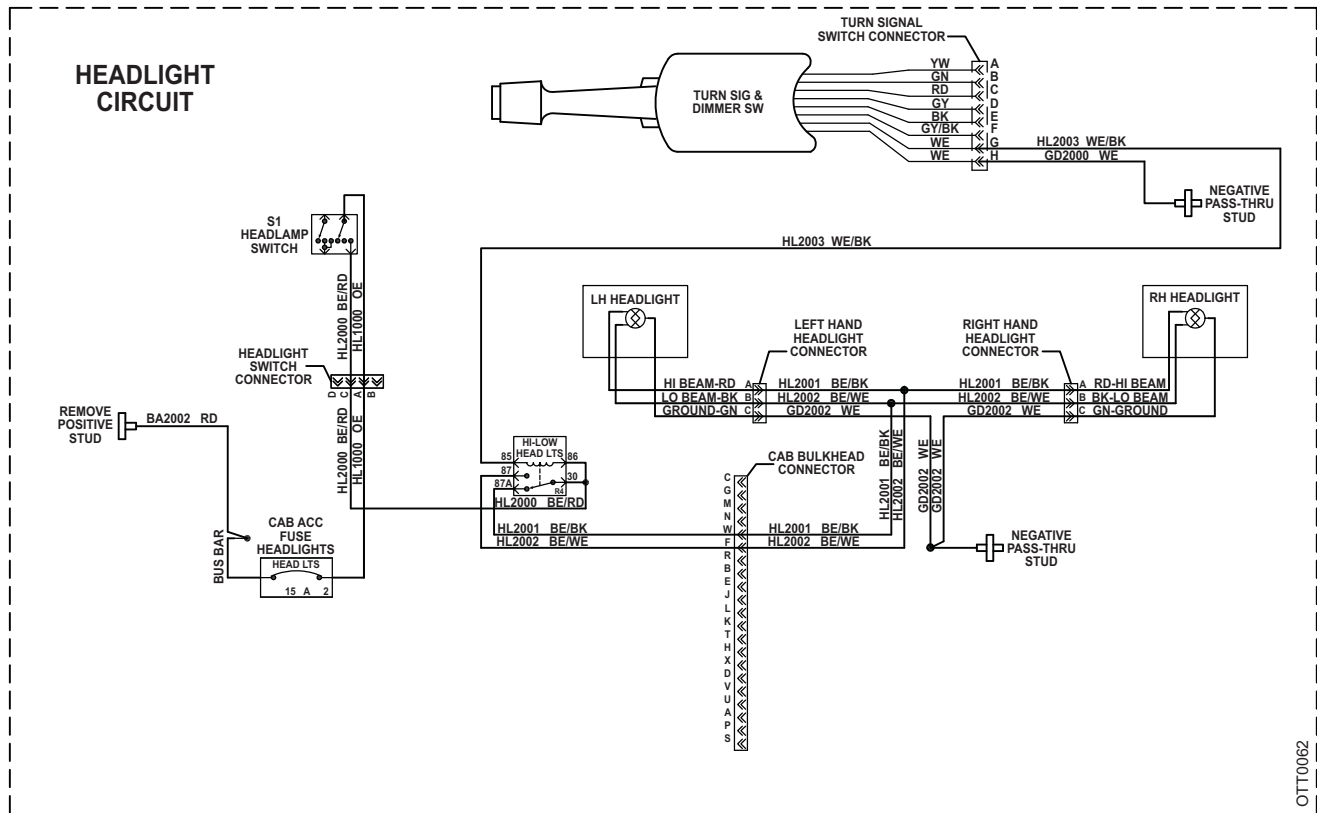 HEADLIGHT
CIRCUIT
TURN SIGNAL
SWITCH CONNECTOR
TURN SIG &
DIMMER SW
YW
GN
RD
GY
BK
GY/BK
WE
WE
A
B
C
D
E
F
G
H
HL2003 WE/BK
GD2000 WE
NEGATIVE
PASS-THRU
STUD
HL2003 WE/BK
S1
HEADLAMP
SWITCH
HL2000 BE/RD
HL1000 OE
HEADLIGHT
SWITCH
CONNECTOR
D
C
A
B
HL2000 BE/RD
HL1000 OE
REMOVE
POSITIVE
STUD
BA2002 RD
BUS BAR
CAB ACC
FUSE
HEADLIGHTS
HEAD LTS
15 A 2
HI-LOW
HEAD LTS
85
86
87
30
87A
R4
HL2000 BE/RD
LH HEADLIGHT
RH HEADLIGHT
LEFT HAND
HEADLIGHT
CONNECTOR
RIGHT HAND
HEADLIGHT
CONNECTOR
HI BEAM-RD A HL2001 BE/BK HL2001 BE/BK A RD-HI BEAM
LO BEAM-BK B HL2002 BE/WE HL2002 BE/WE B BK-LO BEAM
GROUND-GN C GD2002 WE GD2002 WE C GN-GROUND
HL2001 BE/BK
HL2002 BE/WE
GD2002 WE
GD2002 WE
CAB BULKHEAD
CONNECTOR
C
G
M
N
W
F
R
B
E
J
L
K
T
H
X
D
V
U
A
P
S
HL2001 BE/BK
HL2002 BE/WE
HL2001 BE/BK
HL2002 BE/WE
NEGATIVE
PASS-THRU
STUD
OTT0062